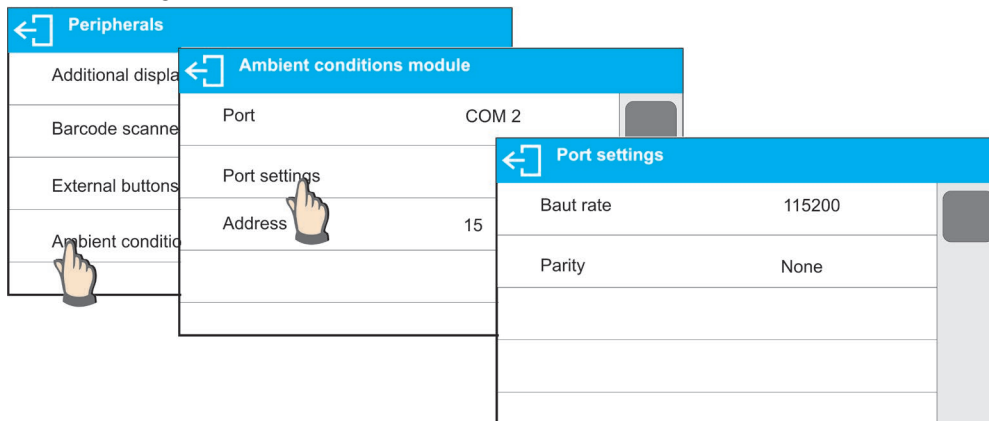 Peripherals
Additional displa
Barcode scanne
External buttons
Ambient conditio
Ambient conditions module
Port COM 2
Port settings
Address 15
Port settings
Baut rate 115200
Parity None